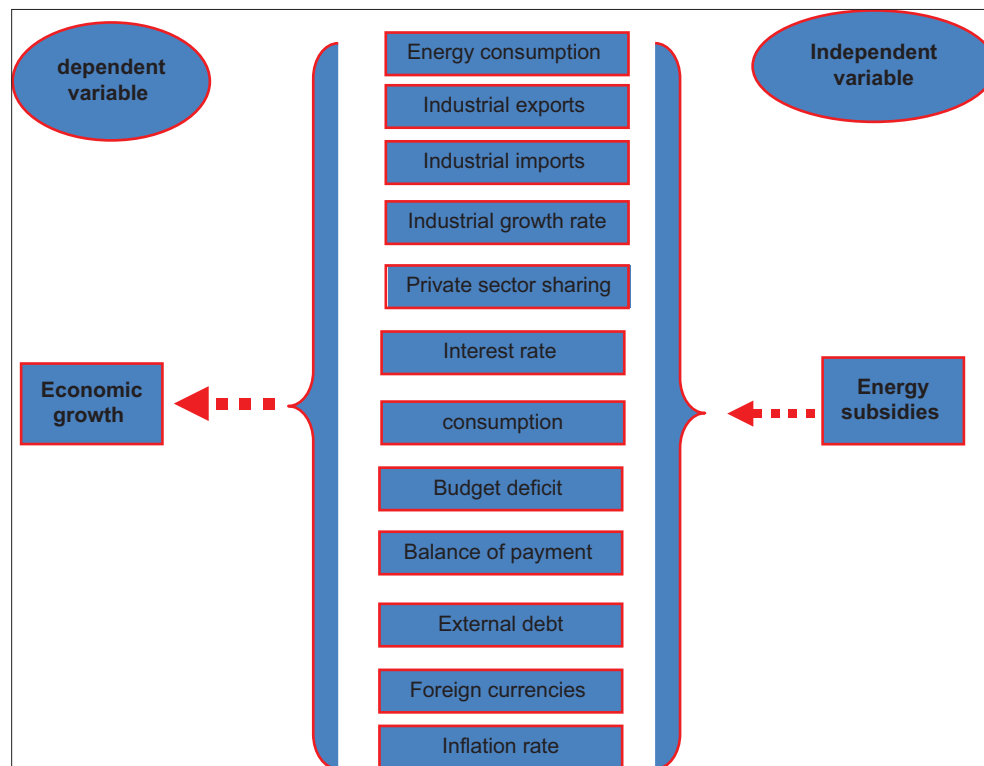 dependent
variable
Independent
variable
Energy consumption
Industrial exports
Industrial imports
Industrial growth rate
Private sector sharing
Interest rate
consumption
Budget deficit
Balance of payment
External debt
Foreign currencies
Inflation rate
Economic
growth
Energy
subsidies